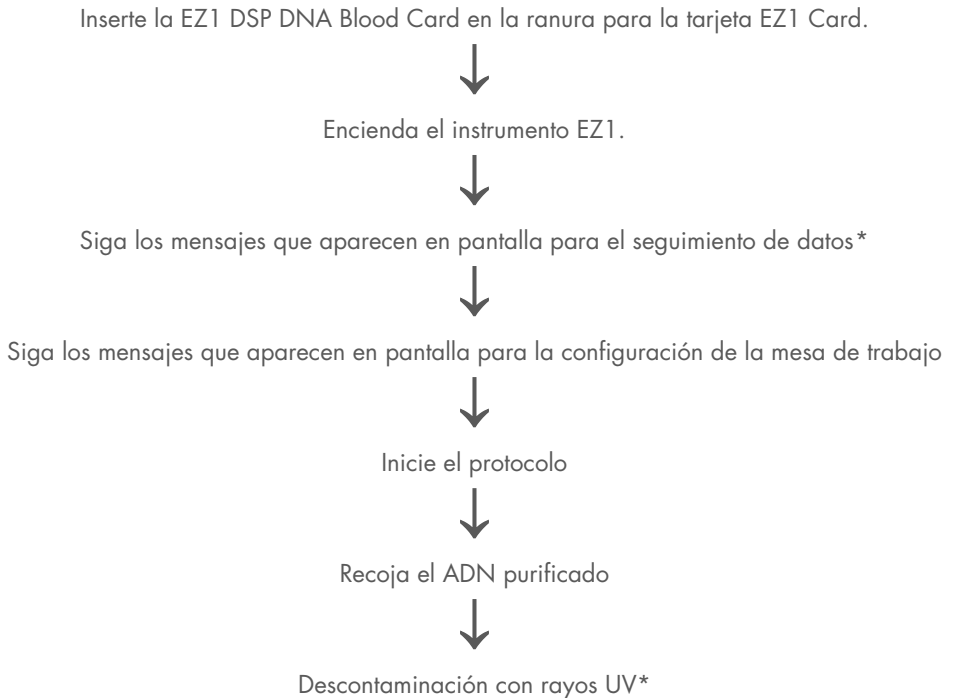 Inserte la EZ1 DSP DNA Blood Card en la ranura para la tarjeta EZ1 Card.
Encienda el instrumento EZ1.
Siga los mensajes que aparecen en pantalla para el seguimiento de datos*
Siga los mensajes que aparecen en pantalla para la configuración de la mesa de trabajo
Inicie el protocolo
Recoja el ADN purificado
Descontaminación con rayos UV*